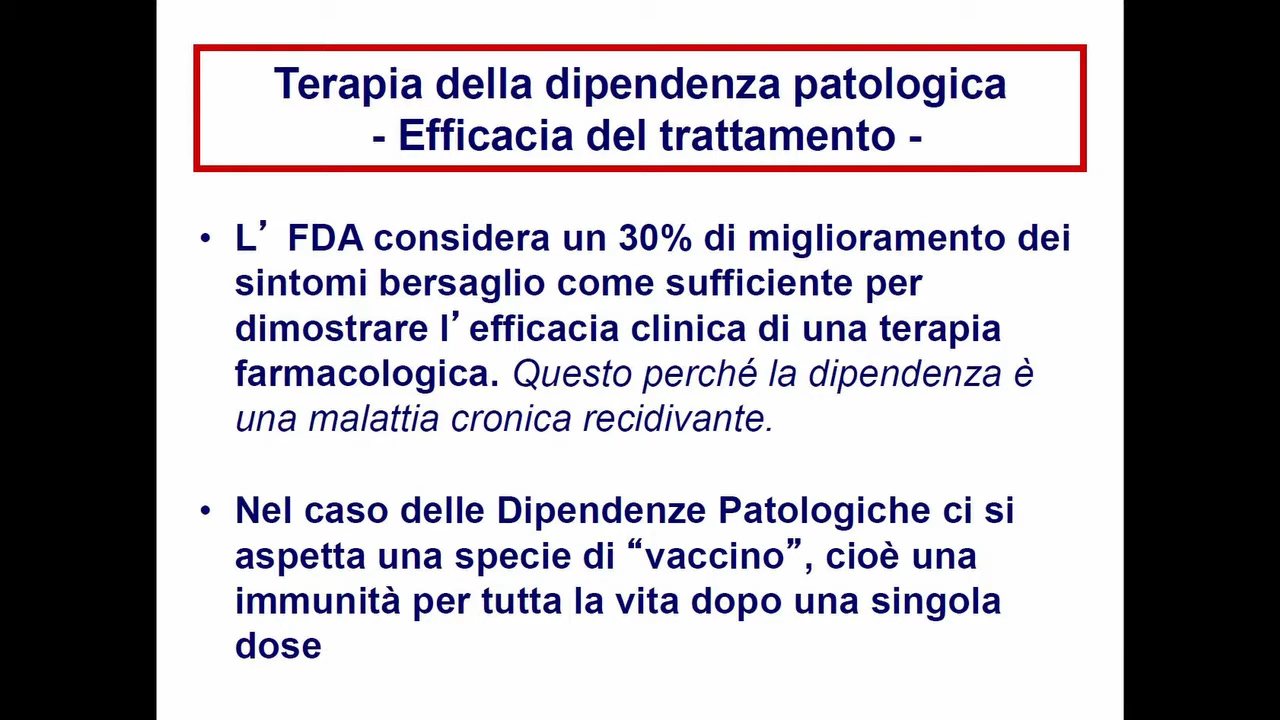 Terapia della dipendenza patologica
- Efficacia del trattamento -
• L’ FDA considera un 30% di miglioramento dei
sintomi bersaglio come sufficiente per
dimostrare l’efficacia clinica di una terapia
farmacologica. Questo perché la dipendenza è
una malattia cronica recidivante.
• Nel caso delle Dipendenze Patologiche ci si
aspetta una specie di “vaccino”, cioè una
immunità per tutta la vita dopo una singola
dose